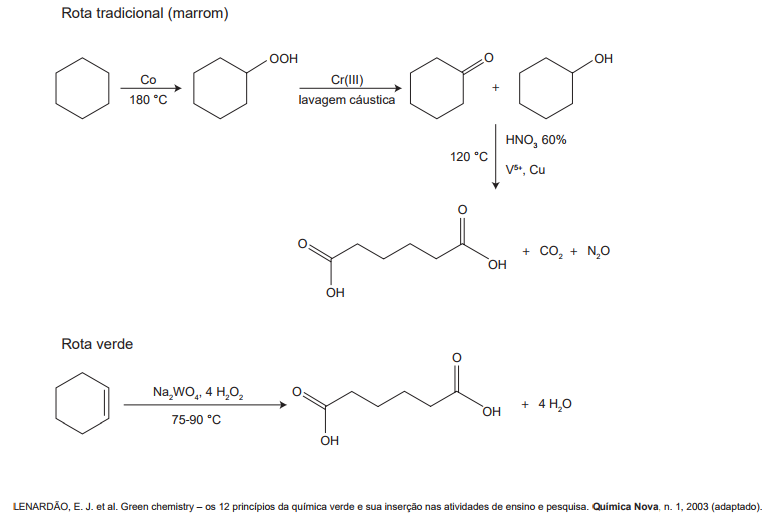 Rota tradicional (marrom)
OOH
O
OH
Co
180 °C
Cr(III)
lavagem cáustica
+
120 °C
HNO3 60%
V5+, Cu
O
O
OH
OH
+ CO2 + N2O
Rota verde
Na2WO4, 4 H2O2
75-90 °C
O
O
OH
OH
+ 4 H2O
LENARDÃO, E. J. et al. Green chemistry – os 12 princípios da química verde e sua inserção nas atividades de ensino e pesquisa. Química Nova. n. 1, 2003 (adaptado).